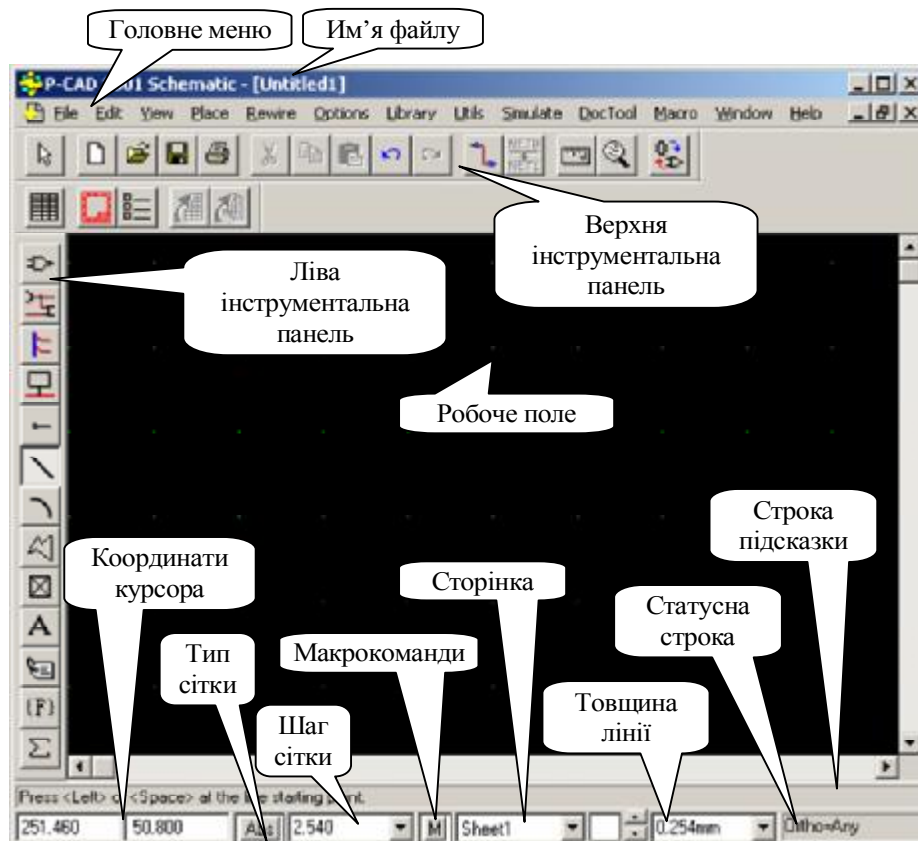 Головне меню
Им’я файлу
P-CAD 2001 Schematic - [Untitled1]
File Edit View Place Rewire Options Library Utils Simulate DocTool Macro Window Help
Верхня
інструментальна
панель
Ліва
інструментальна
панель
Робоче поле
Строка
підсказки
Координати
курсора
Сторінка
Статусна
строка
Тип
сітки
Макрокоманди
Товщина
лінії
Шаг
сітки
A
{F}
Σ
Press <Left> or <Space> at the line starting point.
251.460 50.800 Abs 2.540 M Sheet1 0.254mm Ortho=Any